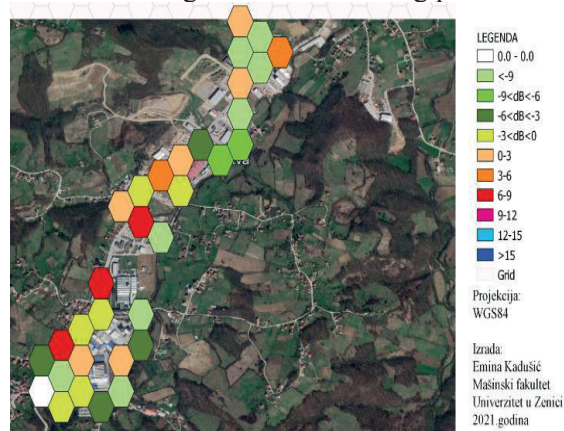 LEGENDA
0.0 - 0.0
<-9
-9<dB<-6
-6<dB<-3
-3<dB<0
0-3
3-6
6-9
9-12
12-15
>15
Grid
Projekcija:
WGS84
Izrada:
Emina Kadušić
Mašinski fakultet
Univerzitet u Zenici
2021.godina